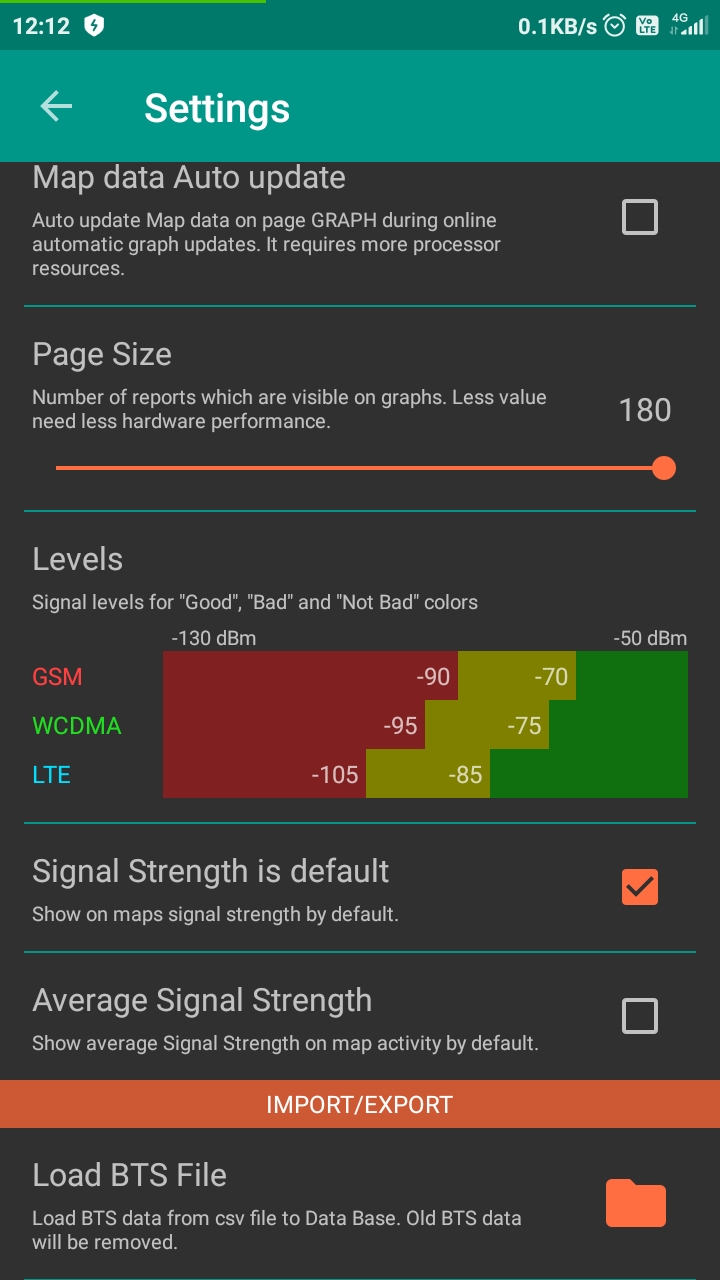 12:12 0.1KB/s Vo LTE 4G
Settings
Map data Auto update
Auto update Map data on page GRAPH during online
automatic graph updates. It requires more processor
resources.
Page Size
Number of reports which are visible on graphs. Less value
need less hardware performance.
180
Levels
Signal levels for "Good", "Bad" and "Not Bad" colors
-130 dBm -50 dBm
GSM -90 -70
WCDMA -95 -75
LTE -105 -85
Signal Strength is default
Show on maps signal strength by default.
Average Signal Strength
Show average Signal Strength on map activity by default.
IMPORT/EXPORT
Load BTS File
Load BTS data from csv file to Data Base. Old BTS data
will be removed.